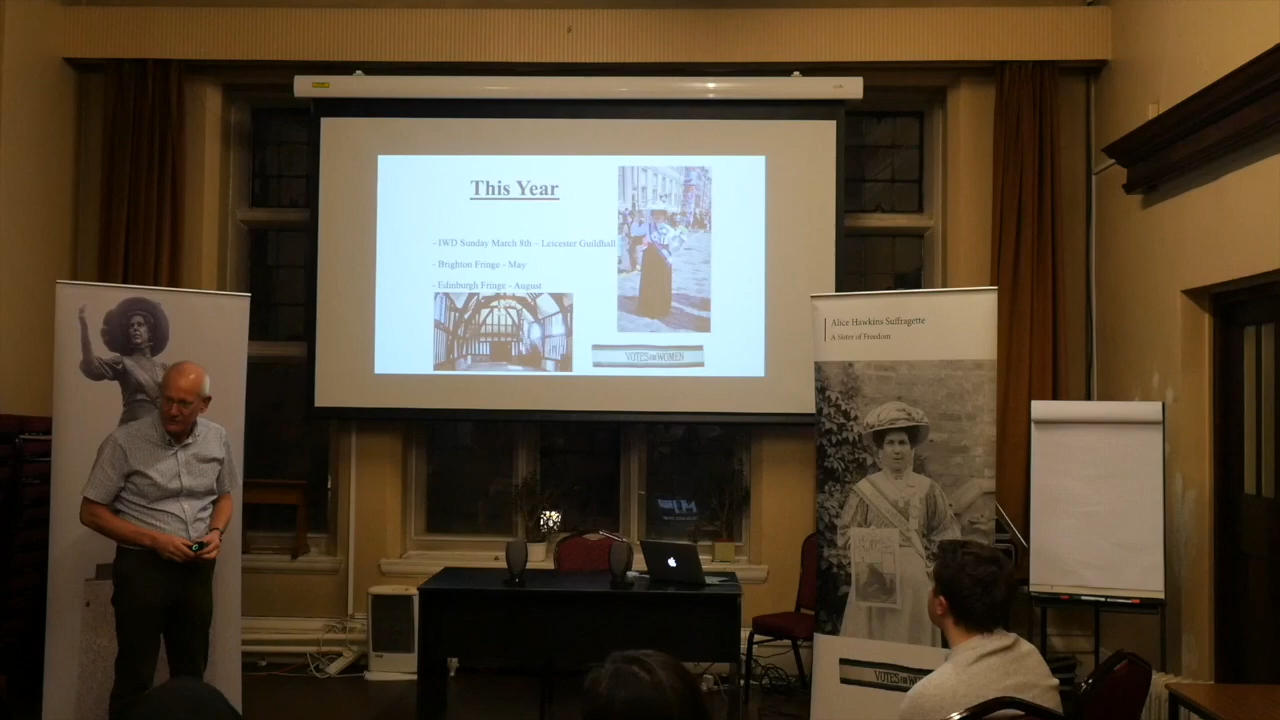 This Year
- IWD Sunday March 8th – Leicester Guildhall
- Brighton Fringe - May
- Edinburgh Fringe - August
VOTES FOR WOMEN
Alice Hawkins Suffragette
A Sister of Freedom
VOTES FOR